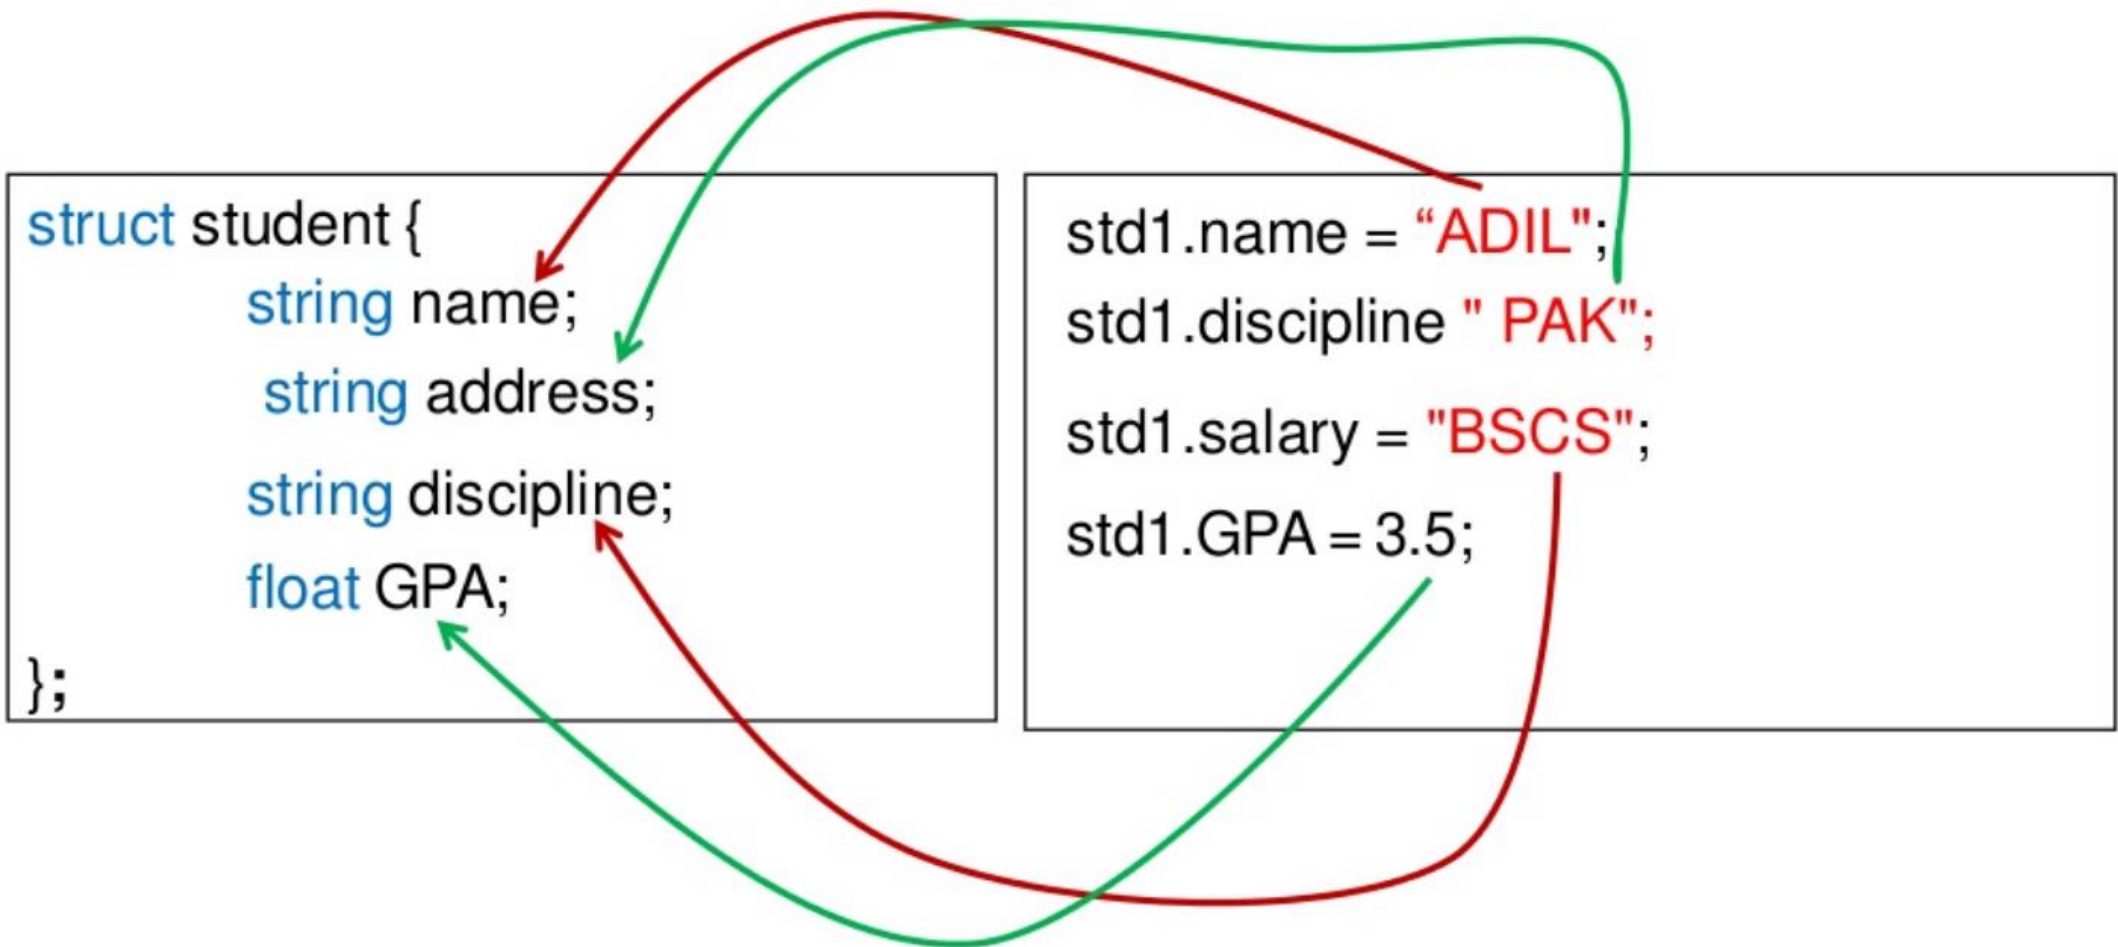 struct student {
string name;
string address;
string discipline;
float GPA;
};
std1.name = “ADIL";
std1.discipline " PAK";
std1.salary = "BSCS";
std1.GPA = 3.5;